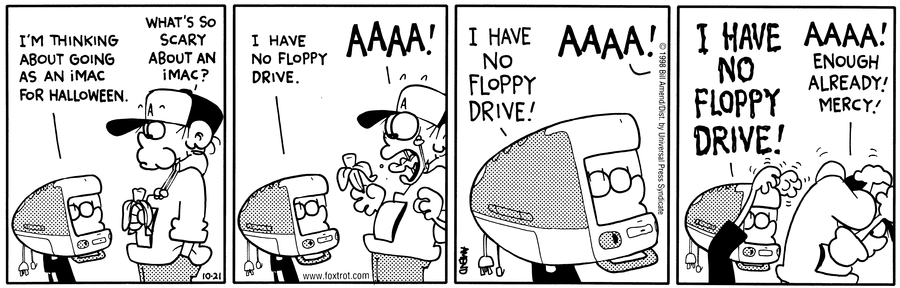 I'M THINKING
ABOUT GOING
AS AN iMAC
FOR HALLOWEEN.
WHAT'S SO
SCARY
ABOUT AN
iMAC?
A
10-21
I HAVE
NO FLOPPY
DRIVE.
AAAA!
A
www.foxtrot.com
I HAVE
NO
FLOPPY
DRIVE!
AAAA!
AMEND
© 1998 Bill Amend/Dist. by Universal Press Syndicate
I HAVE
NO
FLOPPY
DRIVE!
AAAA!
ENOUGH
ALREADY!
MERCY!